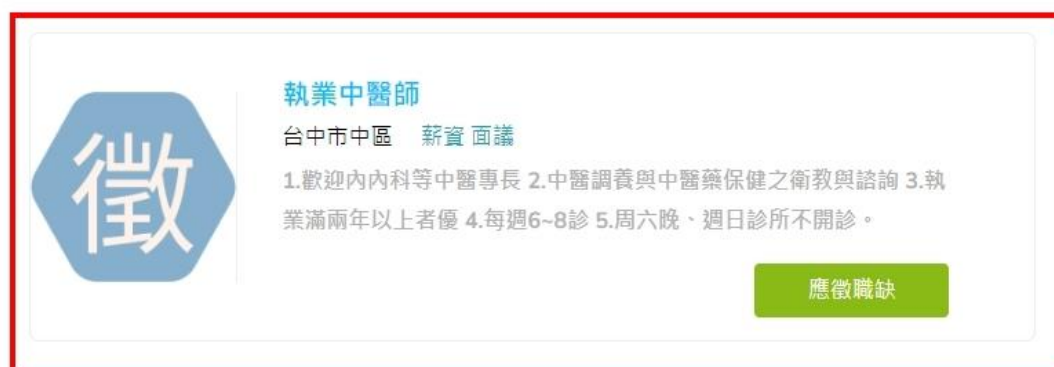 徵
執業中醫師
台中市中區 薪資 面議
1.歡迎內內科等中醫專長 2.中醫調養與中醫藥保健之衛教與諮詢 3.執
業滿兩年以上者優 4.每週6~8診 5.周六晚、週日診所不開診。
應徵職缺